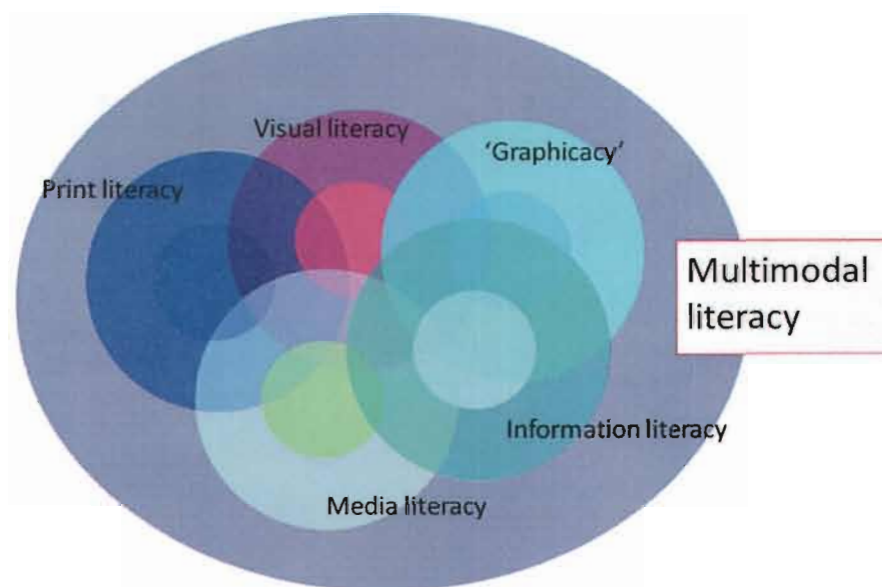 Visual literacy
‘Graphicacy’
Print literacy
Multimodal
literacy
Information literacy
Media literacy